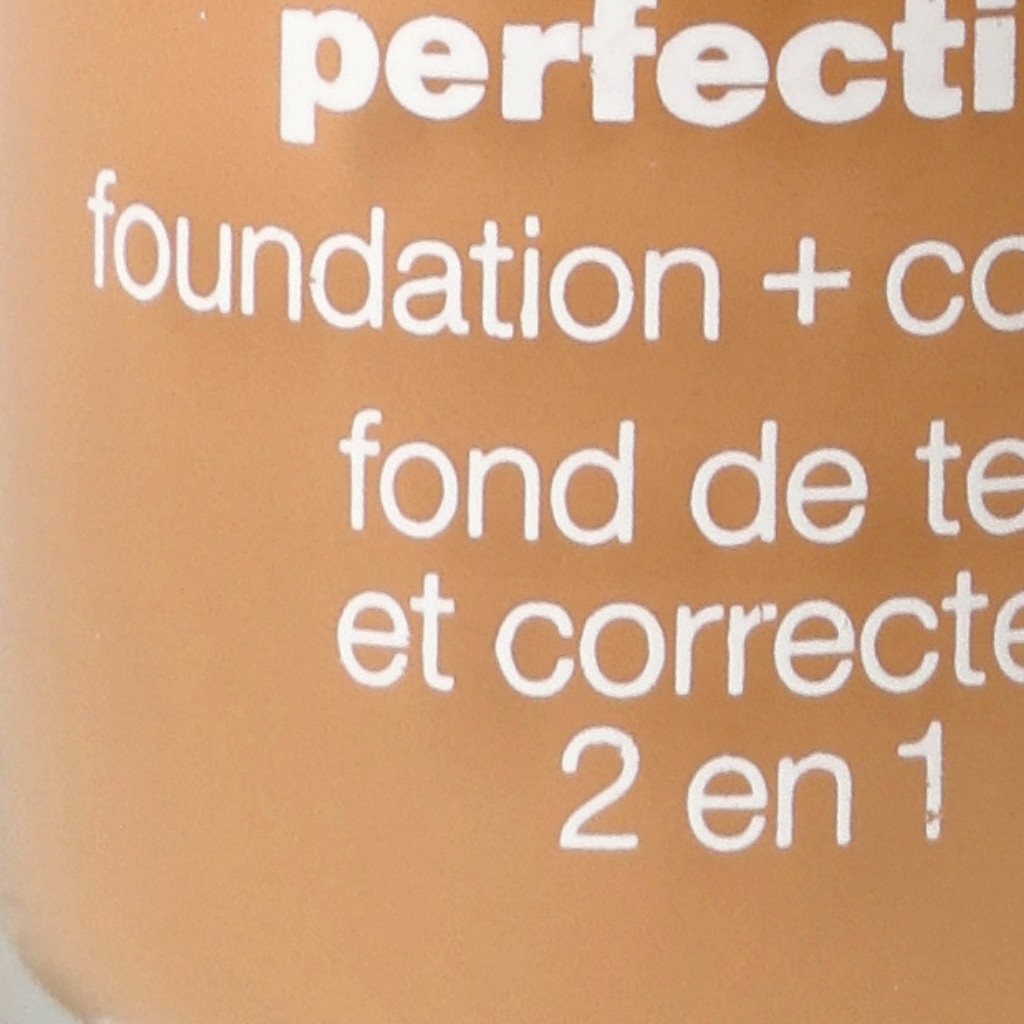 perfecti
foundation + co
fond de te
et correcte
2 en 1